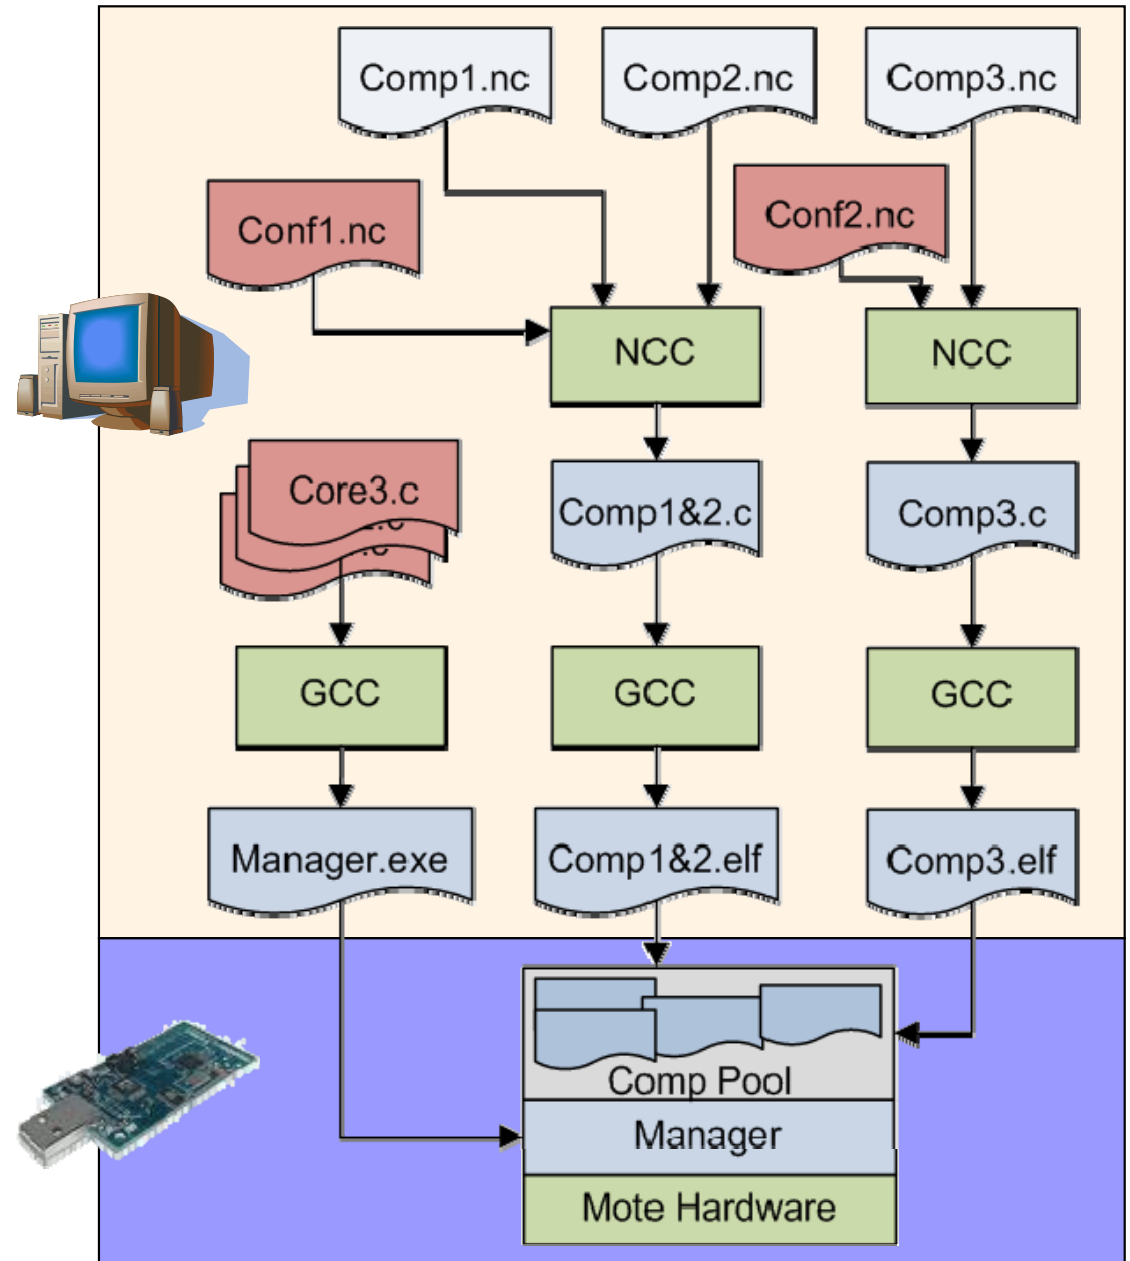 Comp1.nc
Comp2.nc
Comp3.nc
Conf1.nc
Conf2.nc
NCC
NCC
Core3.c
Comp1&2.c
Comp3.c
GCC
GCC
GCC
Manager.exe
Comp1&2.elf
Comp3.elf
Comp Pool
Manager
Mote Hardware